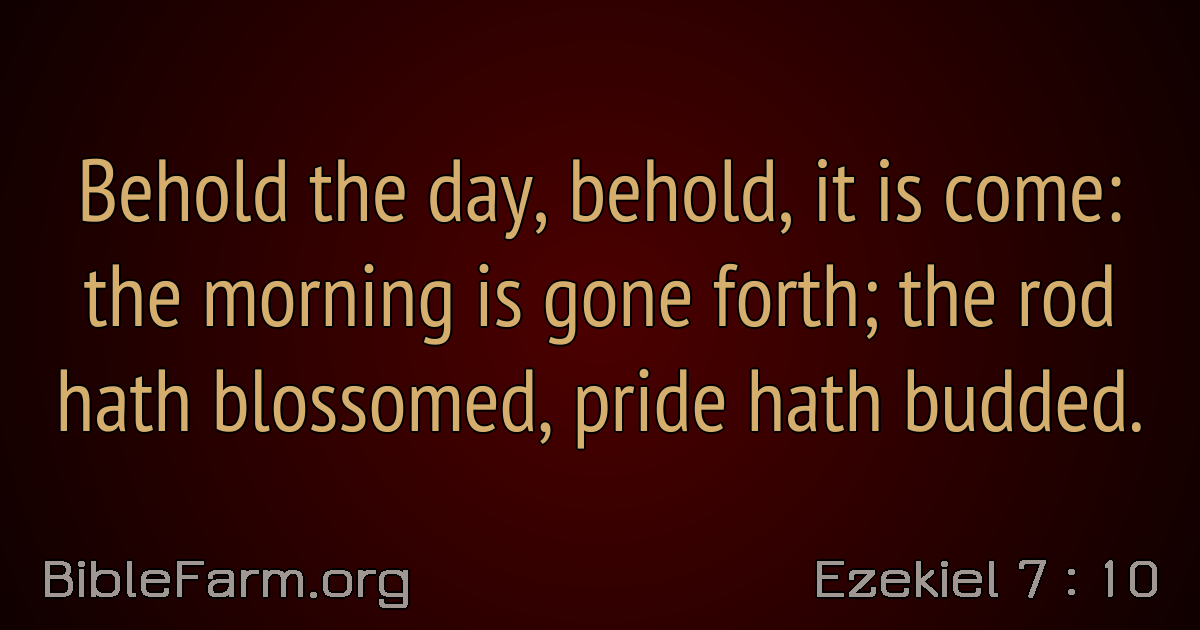 Behold the day, behold, it is come:
the morning is gone forth; the rod
hath blossomed, pride hath budded.
BibleFarm.org
Ezekiel 7 : 10